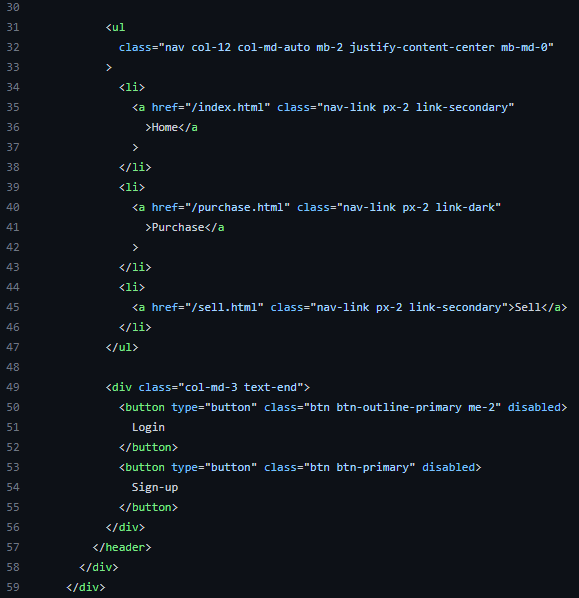 30
31 <ul
32 class="nav col-12 col-md-auto mb-2 justify-content-center mb-md-0"
33 >
34 <li>
35 <a href="/index.html" class="nav-link px-2 link-secondary"
36 >Home</a
37 >
38 </li>
39 <li>
40 <a href="/purchase.html" class="nav-link px-2 link-dark"
41 >Purchase</a
42 >
43 </li>
44 <li>
45 <a href="/sell.html" class="nav-link px-2 link-secondary">Sell</a>
46 </li>
47 </ul>
48
49 <div class="col-md-3 text-end">
50 <button type="button" class="btn btn-outline-primary me-2" disabled>
51 Login
52 </button>
53 <button type="button" class="btn btn-primary" disabled>
54 Sign-up
55 </button>
56 </div>
57 </header>
58 </div>
59 </div>